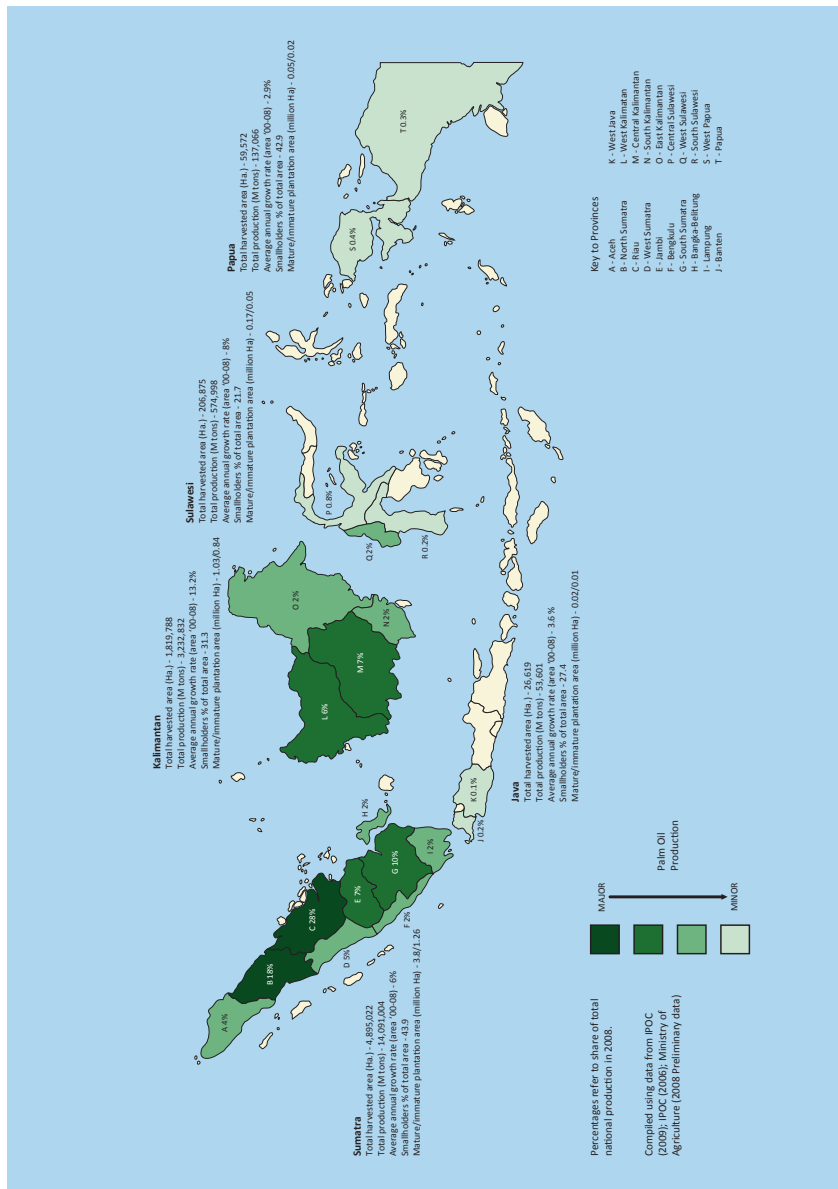 Sumatra
Total harvested area (Ha.) - 4,895,022
Total production (M tons) - 14,091,004
Average annual growth rate (area '00-08) - 6%
Smallholders % of total area - 43.9
Mature/immature plantation area (million Ha) - 3.8/1.26
Kalimantan
Total harvested area (Ha.) - 1,819,788
Total production (M tons) - 3,232,832
Average annual growth rate (area '00-08) - 13.2%
Smallholders % of total area - 31.3
Mature/immature plantation area (million Ha) - 1.03/0.84
Sulawesi
Total harvested area (Ha.) - 206,875
Total production (M tons) - 574,998
Average annual growth rate (area '00-08) - 8%
Smallholders % of total area - 21.7
Mature/immature plantation area (million Ha) - 0.17/0.05
Papua
Total harvested area (Ha.) - 59,572
Total production (M tons) - 137,066
Average annual growth rate (area '00-08) - 2.9%
Smallholders % of total area - 42.9
Mature/immature plantation area (million Ha) - 0.05/0.02
Java
Total harvested area (Ha.) - 26,619
Total production (M tons) - 53,601
Average annual growth rate (area '00-08) - 3.6 %
Smallholders % of total area - 27.4
Mature/immature plantation area (million Ha) - 0.02/0.01
A 4%
B 18%
C 28%
D 5%
E 7%
F 2%
G 10%
H 2%
I 2%
J 0.2%
K 0.1%
L 6%
M 7%
N 2%
O 2%
P 0.8%
Q 2%
R 0.2%
S 0.4%
T 0.3%
Percentages refer to share of total
national production in 2008.
Compiled using data from IPOC
(2009); IPOC (2006); Ministry of
Agriculture (2008 Preliminary data)
MAJOR
MINOR
Palm Oil
Production
Key to Provinces
A - Aceh
B - North Sumatra
C - Riau
D - West Sumatra
E - Jambi
F - Bengkulu
G - South Sumatra
H - Bangka-Belitung
I - Lampung
J - Banten
K - West Java
L - West Kalimatan
M - Central Kalimantan
N - South Kalimantan
O - East Kalimantan
P - Central Sulawesi
Q - West Sulawesi
R - South Sulawesi
S - West Papua
T - Papua